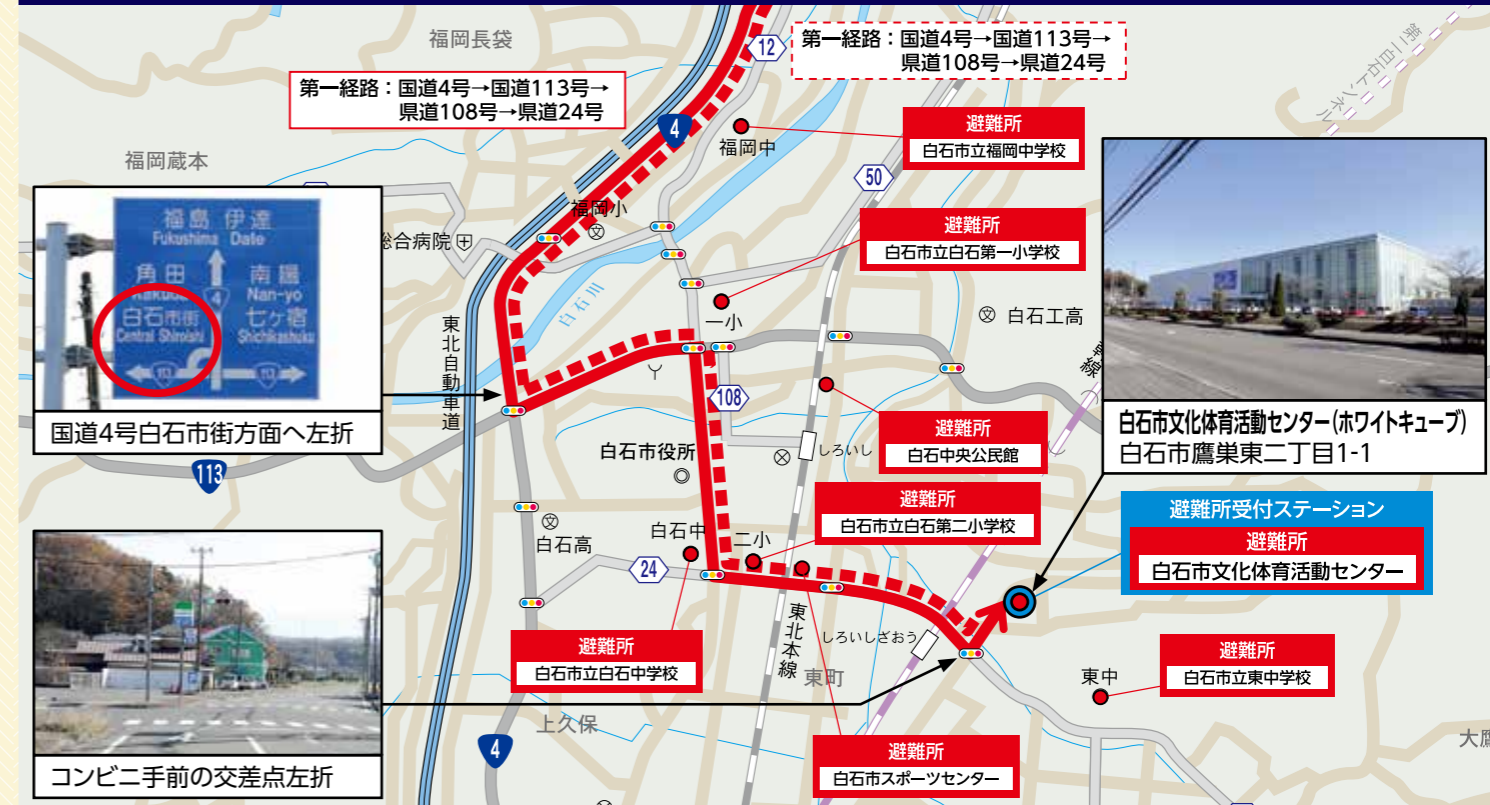 福岡長袋
12
第一経路：国道4号→国道113号→
県道108号→県道24号
第一経路：国道4号→国道113号→
県道108号→県道24号
4
福岡中
避難所
白石市立福岡中学校
福岡蔵本
50
福岡小
文
総合病院
避難所
白石市立白石第一小学校
第二白石トンネル
福島 伊達
Fukushima Date
角田
南陽
Nan-yo
4
白石市街
Central Shiroishi
七ヶ宿
Shichikashuku
113
113
国道4号白石市街方面へ左折
白石川
東北自動車道
一小
文 白石工高
108
白石市役所
しろいし
避難所
白石中央公民館
白石市文化体育活動センター(ホワイトキューブ)
白石市鷹巣東二丁目1-1
113
文
白石高
白石中
二小
避難所
白石市立白石第二小学校
避難所受付ステーション
避難所
白石市文化体育活動センター
24
東北本線
しろいしざおう
東町
避難所
白石市立白石中学校
東中
避難所
白石市立東中学校
上久保
4
避難所
白石市スポーツセンター
大鷹
コンビニ手前の交差点左折